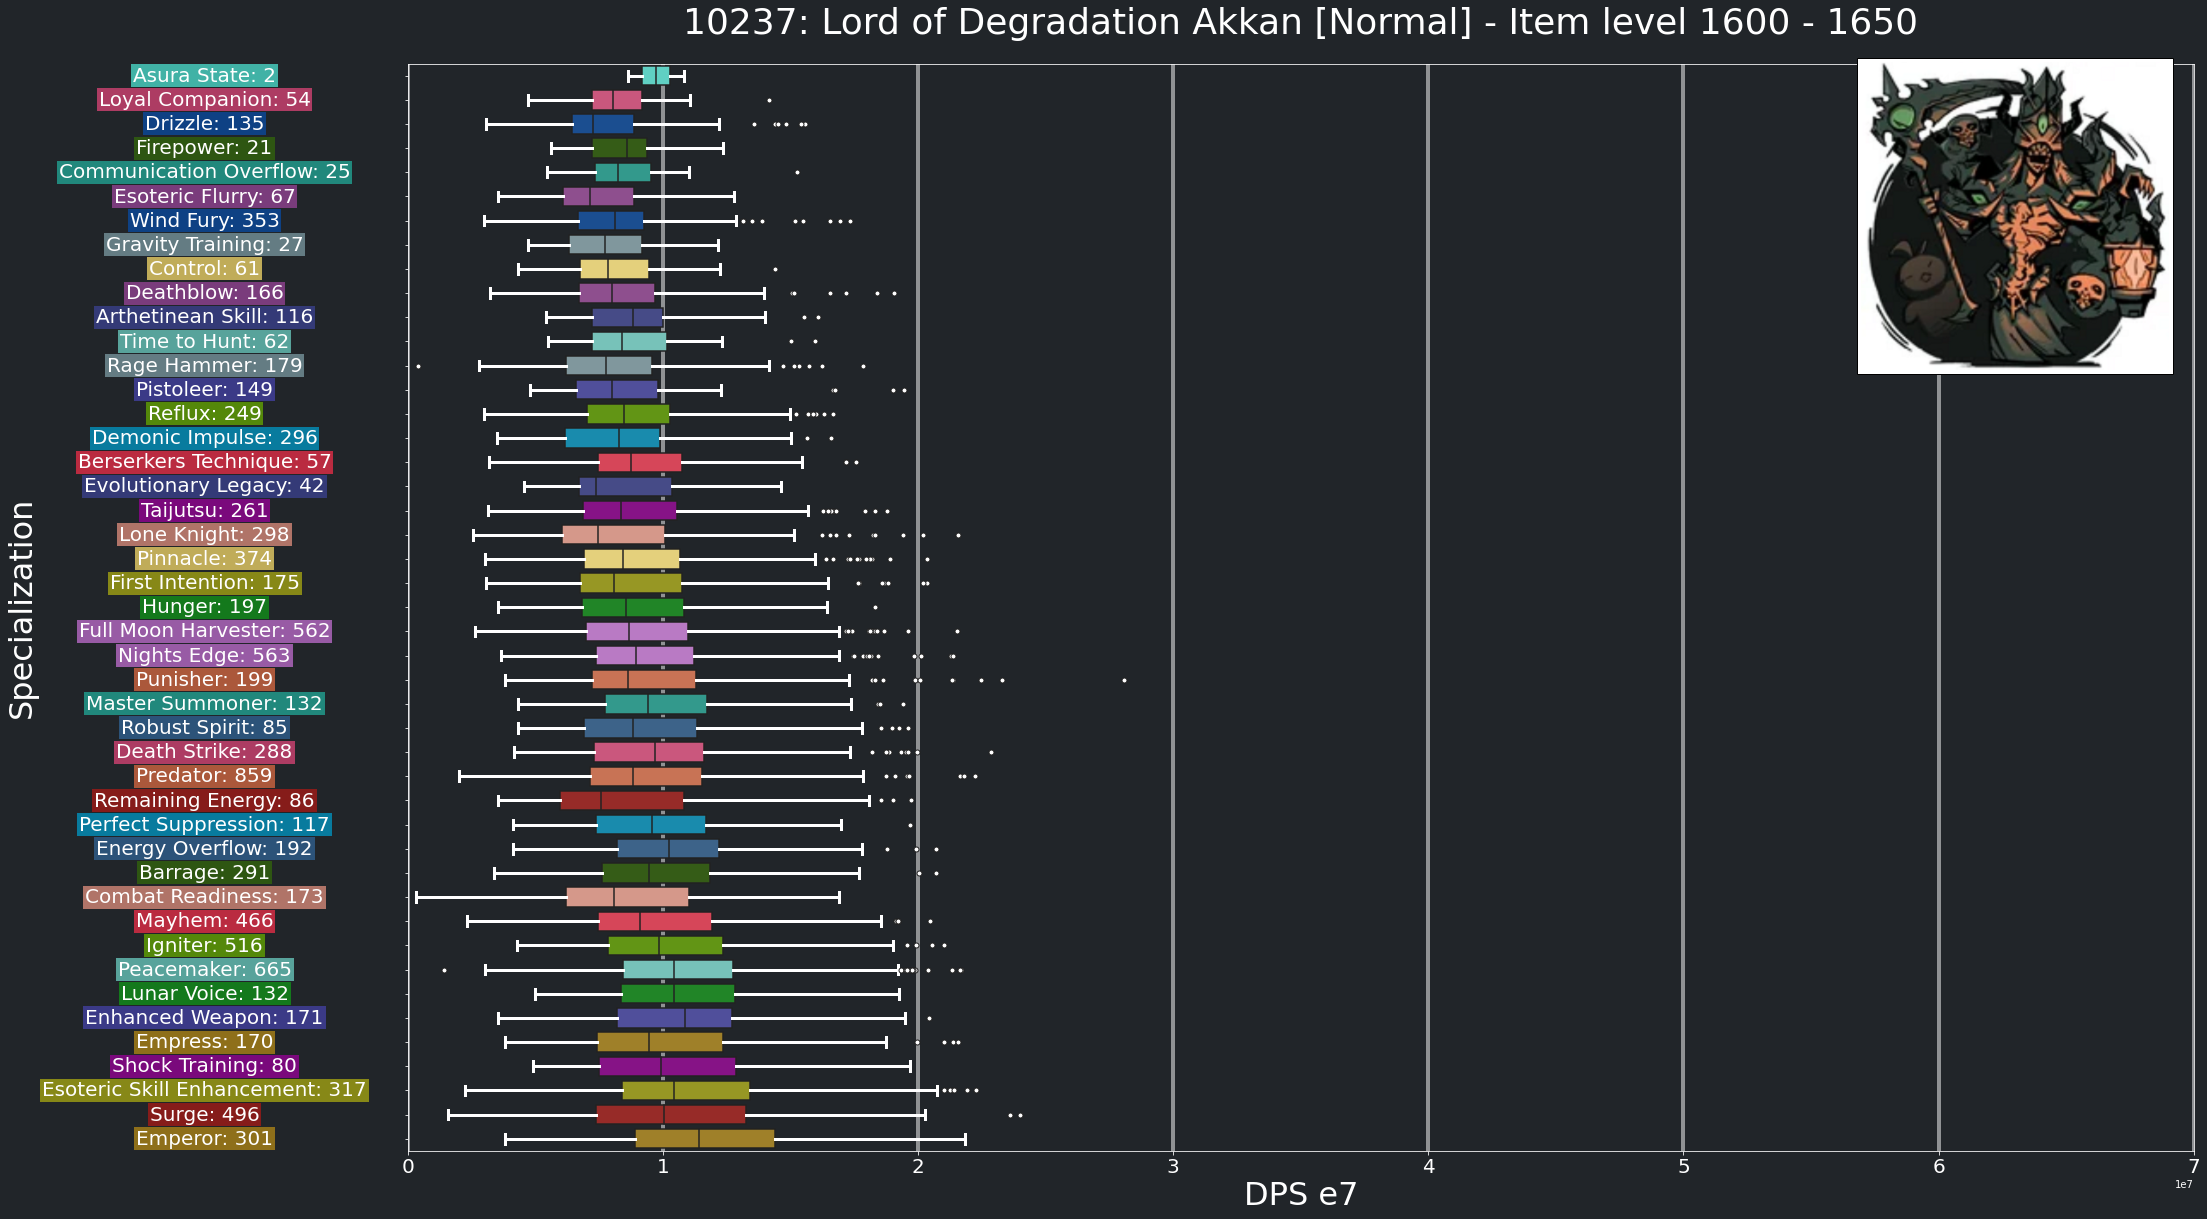 10237: Lord of Degradation Akkan [Normal] - Item level 1600 - 1650
Specialization
Asura State: 2
Loyal Companion: 54
Drizzle: 135
Firepower: 21
Communication Overflow: 25
Esoteric Flurry: 67
Wind Fury: 353
Gravity Training: 27
Control: 61
Deathblow: 166
Arthetinean Skill: 116
Time to Hunt: 62
Rage Hammer: 179
Pistoleer: 149
Reflux: 249
Demonic Impulse: 296
Berserkers Technique: 57
Evolutionary Legacy: 42
Taijutsu: 261
Lone Knight: 298
Pinnacle: 374
First Intention: 175
Hunger: 197
Full Moon Harvester: 562
Nights Edge: 563
Punisher: 199
Master Summoner: 132
Robust Spirit: 85
Death Strike: 288
Predator: 859
Remaining Energy: 86
Perfect Suppression: 117
Energy Overflow: 192
Barrage: 291
Combat Readiness: 173
Mayhem: 466
Igniter: 516
Peacemaker: 665
Lunar Voice: 132
Enhanced Weapon: 171
Empress: 170
Shock Training: 80
Esoteric Skill Enhancement: 317
Surge: 496
Emperor: 301
0 1 2 3 4 5 6 7
1e7
DPS e7